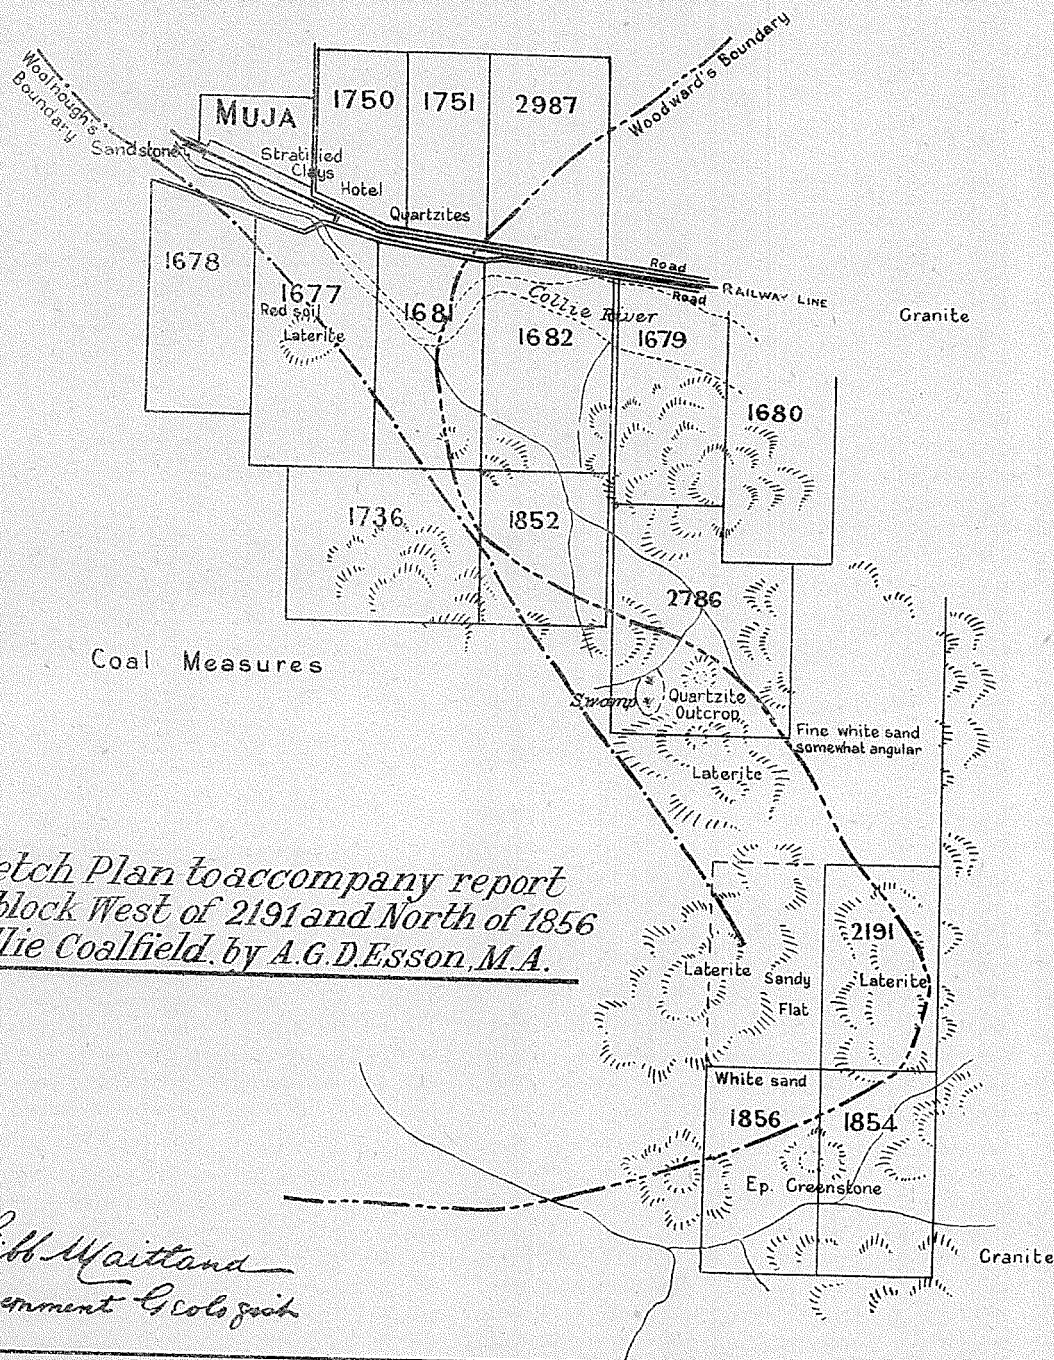 Woolnough's
Boundary
Woodward's Boundary
MUJA
1750
1751
2987
Sandstone
Stratified
Clays
Hotel
Quartzites
Road
RAILWAY LINE
Road
1678
1677
Red soil
Laterite
1681
Collie River
1682
1679
1680
Granite
1736
1852
2786
Coal Measures
Swamp
Quartzite
Outcrop
Fine white sand
somewhat angular
Laterite
etch Plan to accompany report
block West of 2191 and North of 1856
lie Coalfield. by A.G.D. Esson, M.A.
2191
Laterite
Sandy
Flat
Laterite
White sand
1856
1854
Ep. Greenstone
Granite
ibb Maitland
ernment Geologist